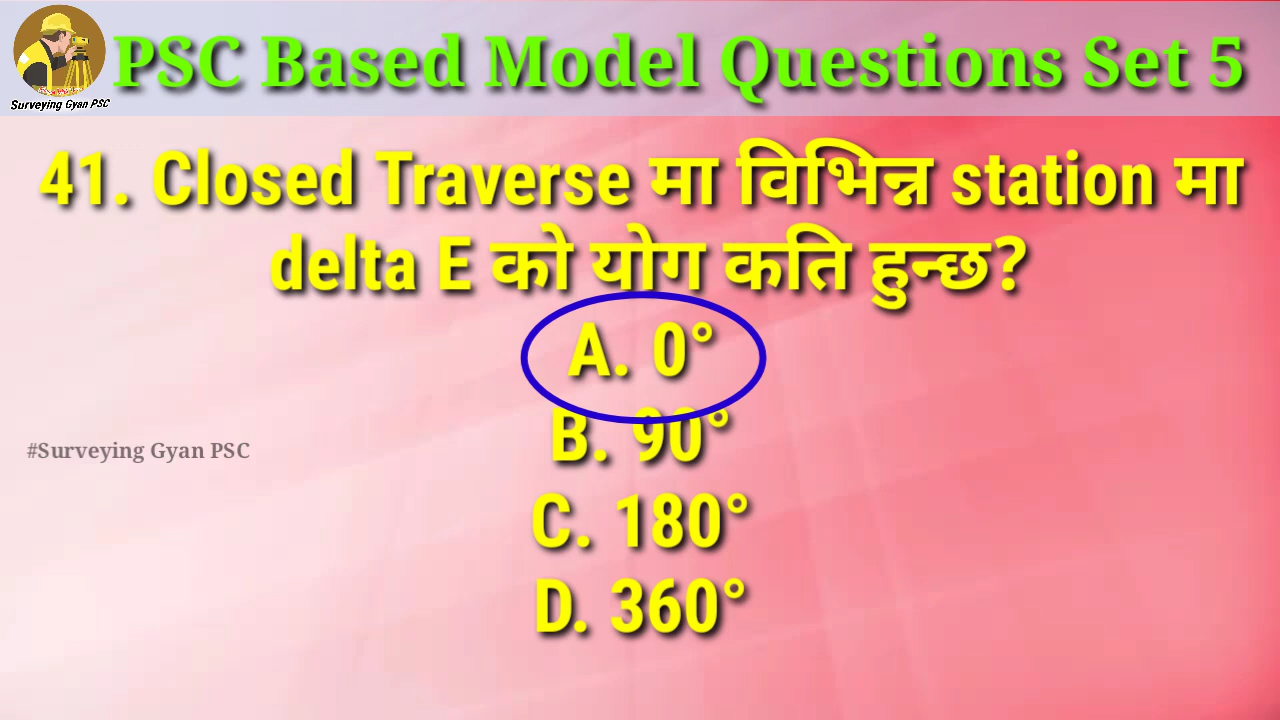 PSC Based Model Questions Set 5
Surveying Gyan PSC
41. Closed Traverse मा विभिन्न station मा
delta E को योग कति हुन्छ?
A. 0°
B. 90°
#Surveying Gyan PSC
C. 180°
D. 360°